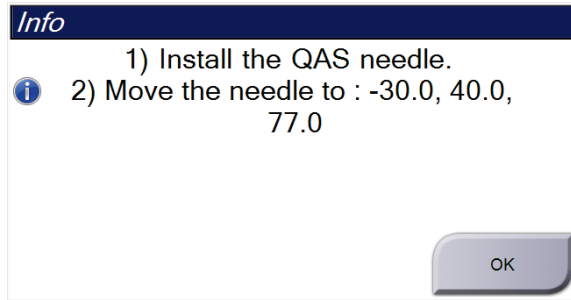 Info
1) Install the QAS needle.
2) Move the needle to : -30.0, 40.0,
77.0
OK